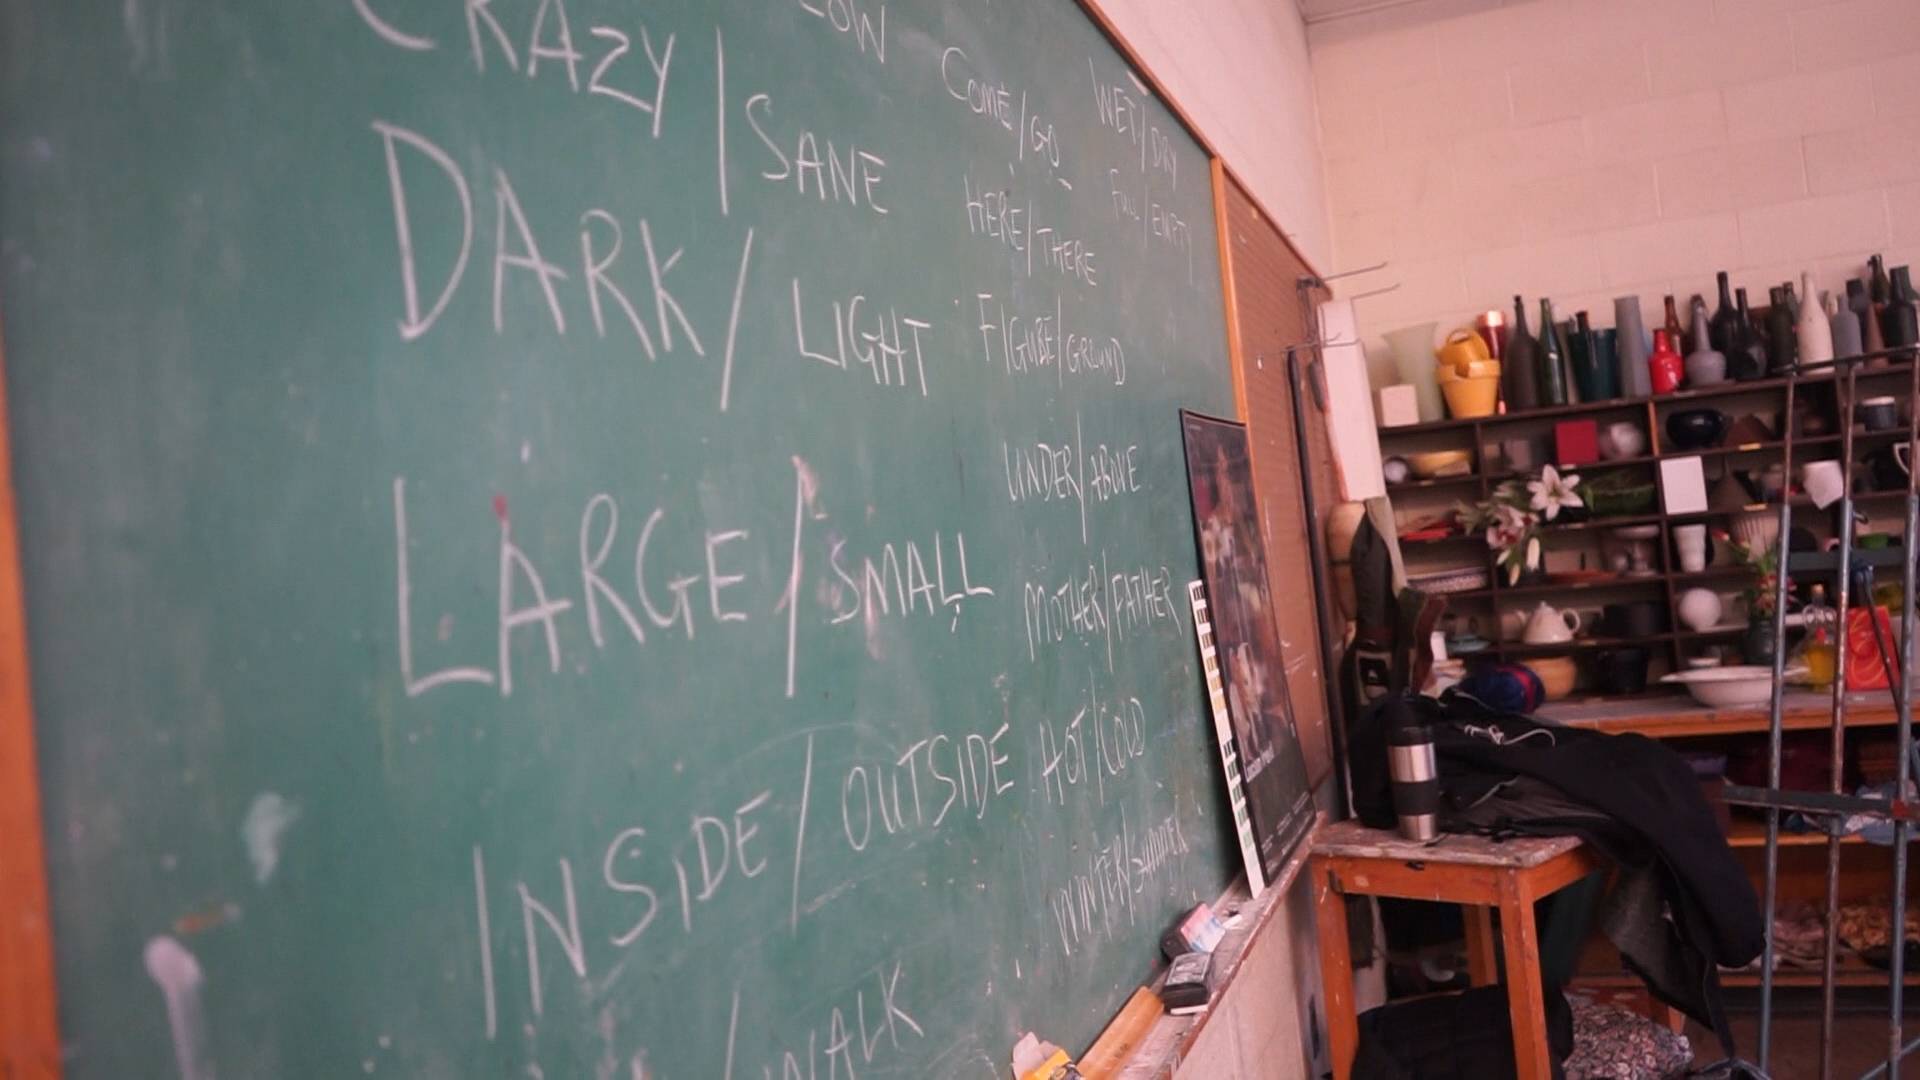 CRAZY / SANE
DARK / LIGHT
LARGE / SMALL
INSIDE / OUTSIDE
/ WALK
LOW
COME / GO
HERE / THERE
FIGURE / GROUND
UNDER / ABOVE
MOTHER / FATHER
HOT / COLD
WINTER / SUMMER
WET / DRY
FULL / EMPTY